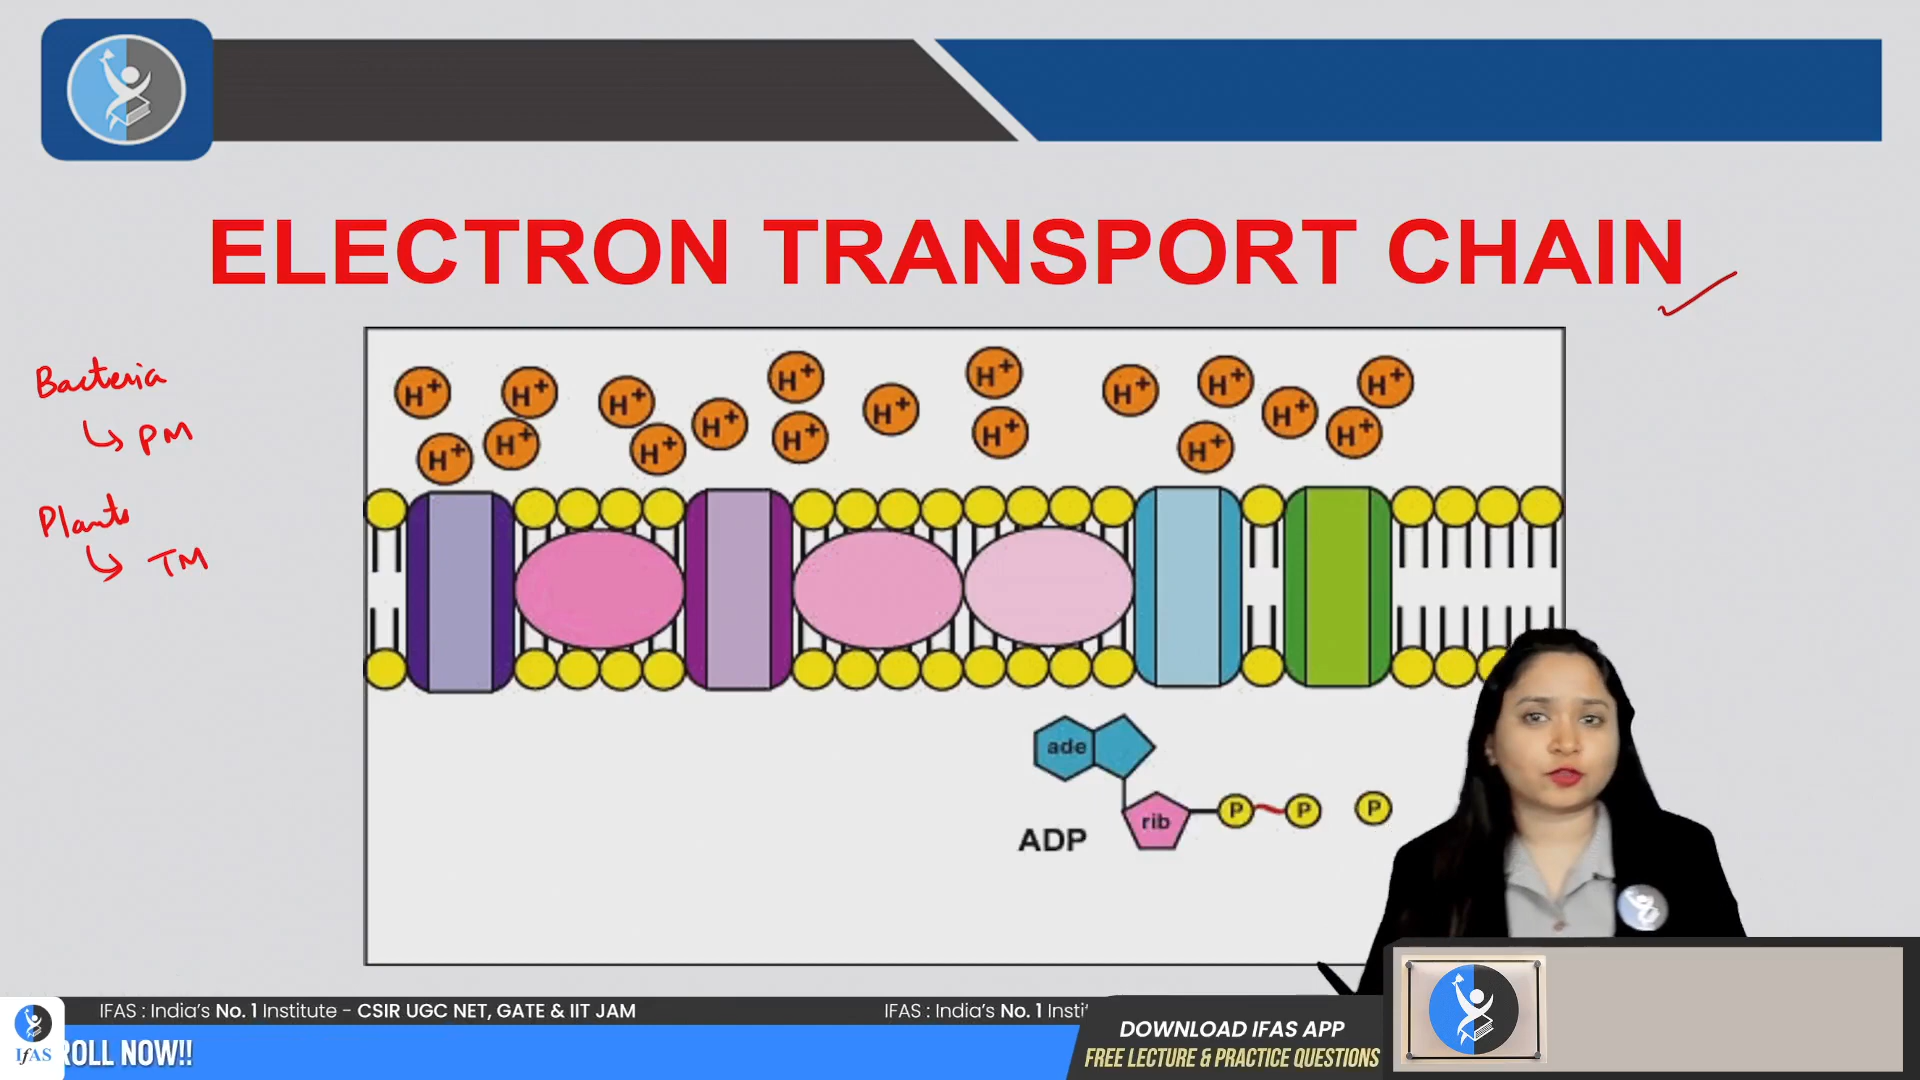 ELECTRON TRANSPORT CHAIN
Bacteria
↳ PM
Plants
↳ TM
H+ H+ H+ H+ H+ H+ H+ H+ H+
H+ H+ H+ H+ H+ H+ H+ H+ H+
ade
rib P P P
ADP
IFAS : India's No. 1 Institute - CSIR UGC NET, GATE & IIT JAM IFAS : India's No. 1 Insti
IfAS
ROLL NOW!!
DOWNLOAD IFAS APP
FREE LECTURE & PRACTICE QUESTIONS